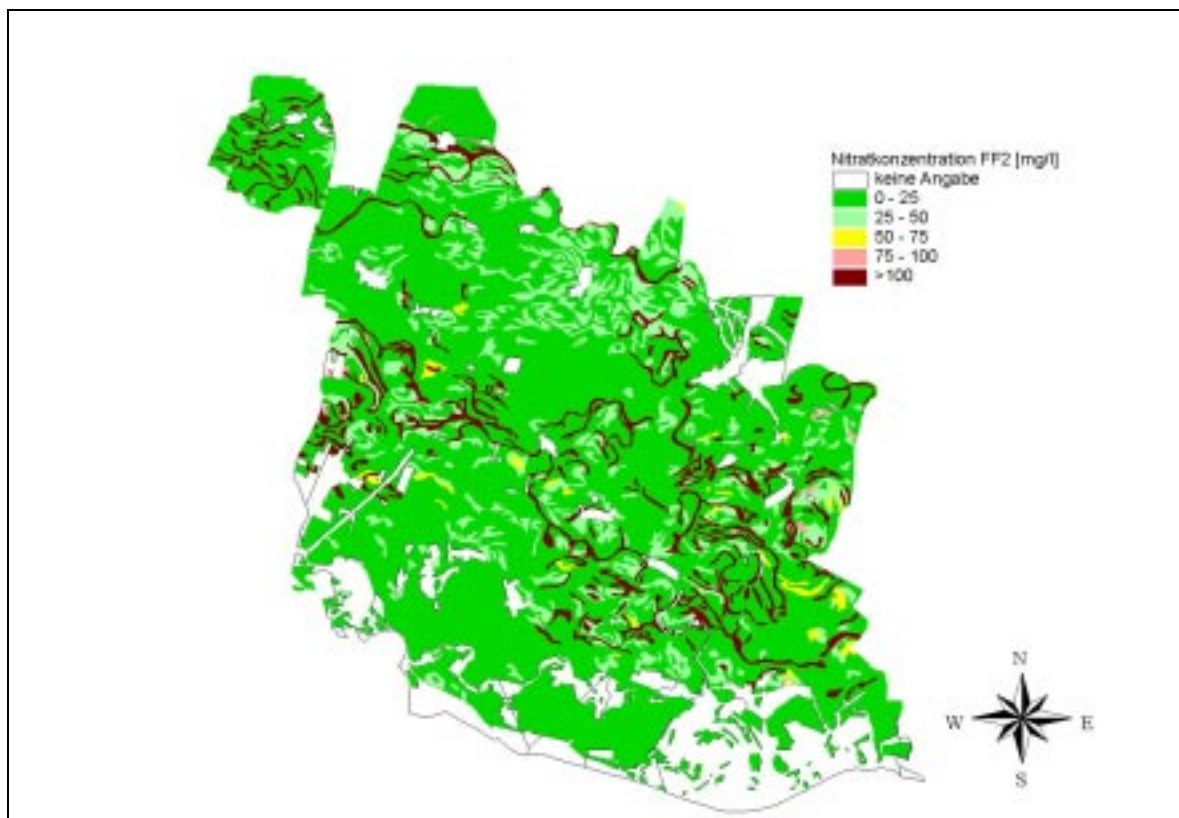 Nitratkonzentration FF2 [mg/l]
keine Angabe
0 - 25
25 - 50
50 - 75
75 - 100
>100
N
W E
S